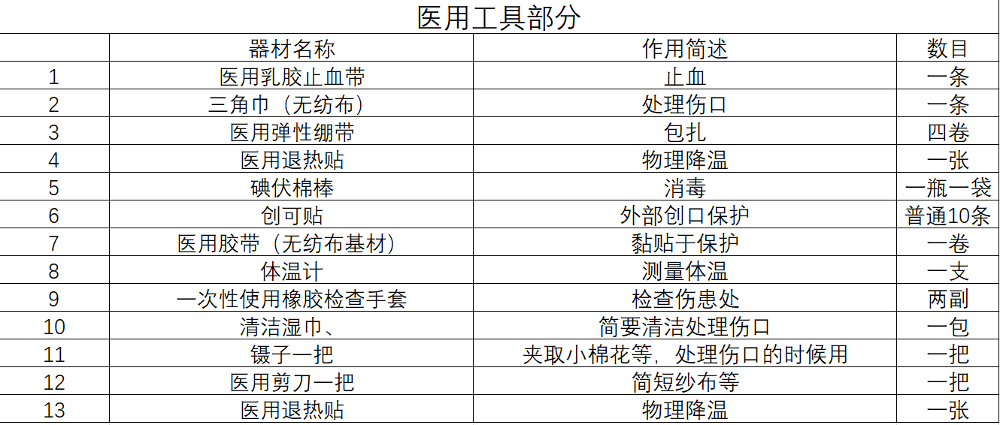 医用工具部分
器材名称 作用简述 数目
1 医用乳胶止血带 止血 一条
2 三角巾（无纺布） 处理伤口 一条
3 医用弹性绷带 包扎 四卷
4 医用退热贴 物理降温 一张
5 碘伏棉棒 消毒 一瓶一袋
6 创可贴 外部创口保护 普通10条
7 医用胶带（无纺布基材） 黏贴于保护 一卷
8 体温计 测量体温 一支
9 一次性使用橡胶检查手套 检查伤患处 两副
10 清洁湿巾、 简要清洁处理伤口 一包
11 镊子一把 夹取小棉花等，处理伤口的时候用 一把
12 医用剪刀一把 简短纱布等 一把
13 医用退热贴 物理降温 一张